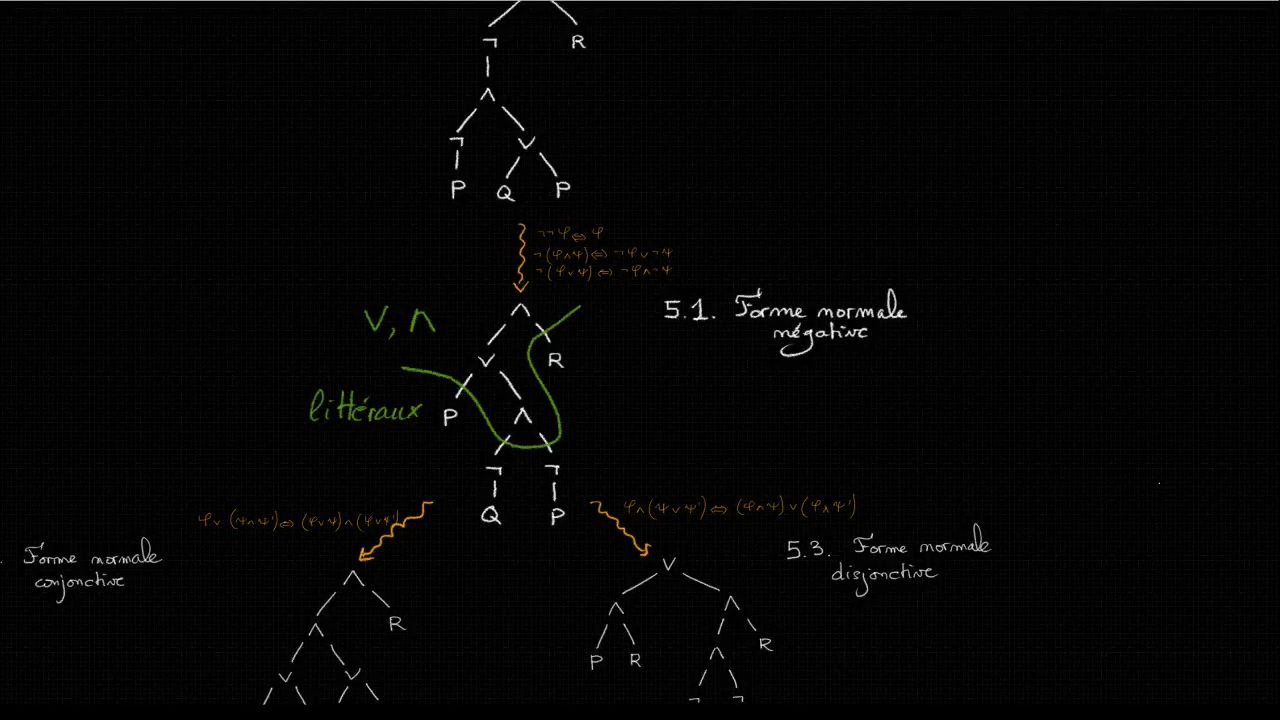 ¬ R
∧
¬ ∨
P Q P
¬¬φ ⇔ φ
¬(φ∧ψ) ⇔ ¬φ∨¬ψ
¬(φ∨ψ) ⇔ ¬φ∧¬ψ
5.1. Forme normale
négative
∨, ∧
∧
∨ R
littéraux
P ∧
¬ ¬
Q P
φ∨(ψ∧ψ') ⇔ (φ∨ψ)∧(φ∨ψ')
φ∧(ψ∨ψ') ⇔ (φ∧ψ)∨(φ∧ψ')
. Forme normale
conjonctive
5.3. Forme normale
disjonctive
∧
∧ R
∨ ∨
∨
∧ ∧
P R ∧ R
¬ ¬